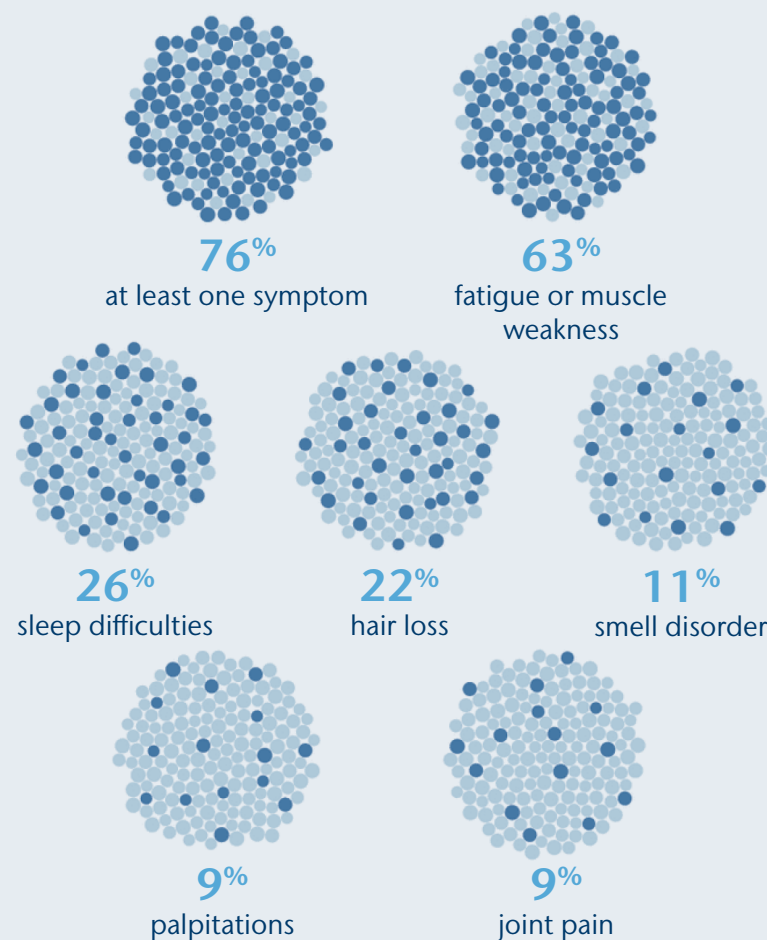 76% 63%
at least one symptom fatigue or muscle
weakness
26% 22% 11%
sleep difficulties hair loss smell disorder
9% 9%
palpitations joint pain